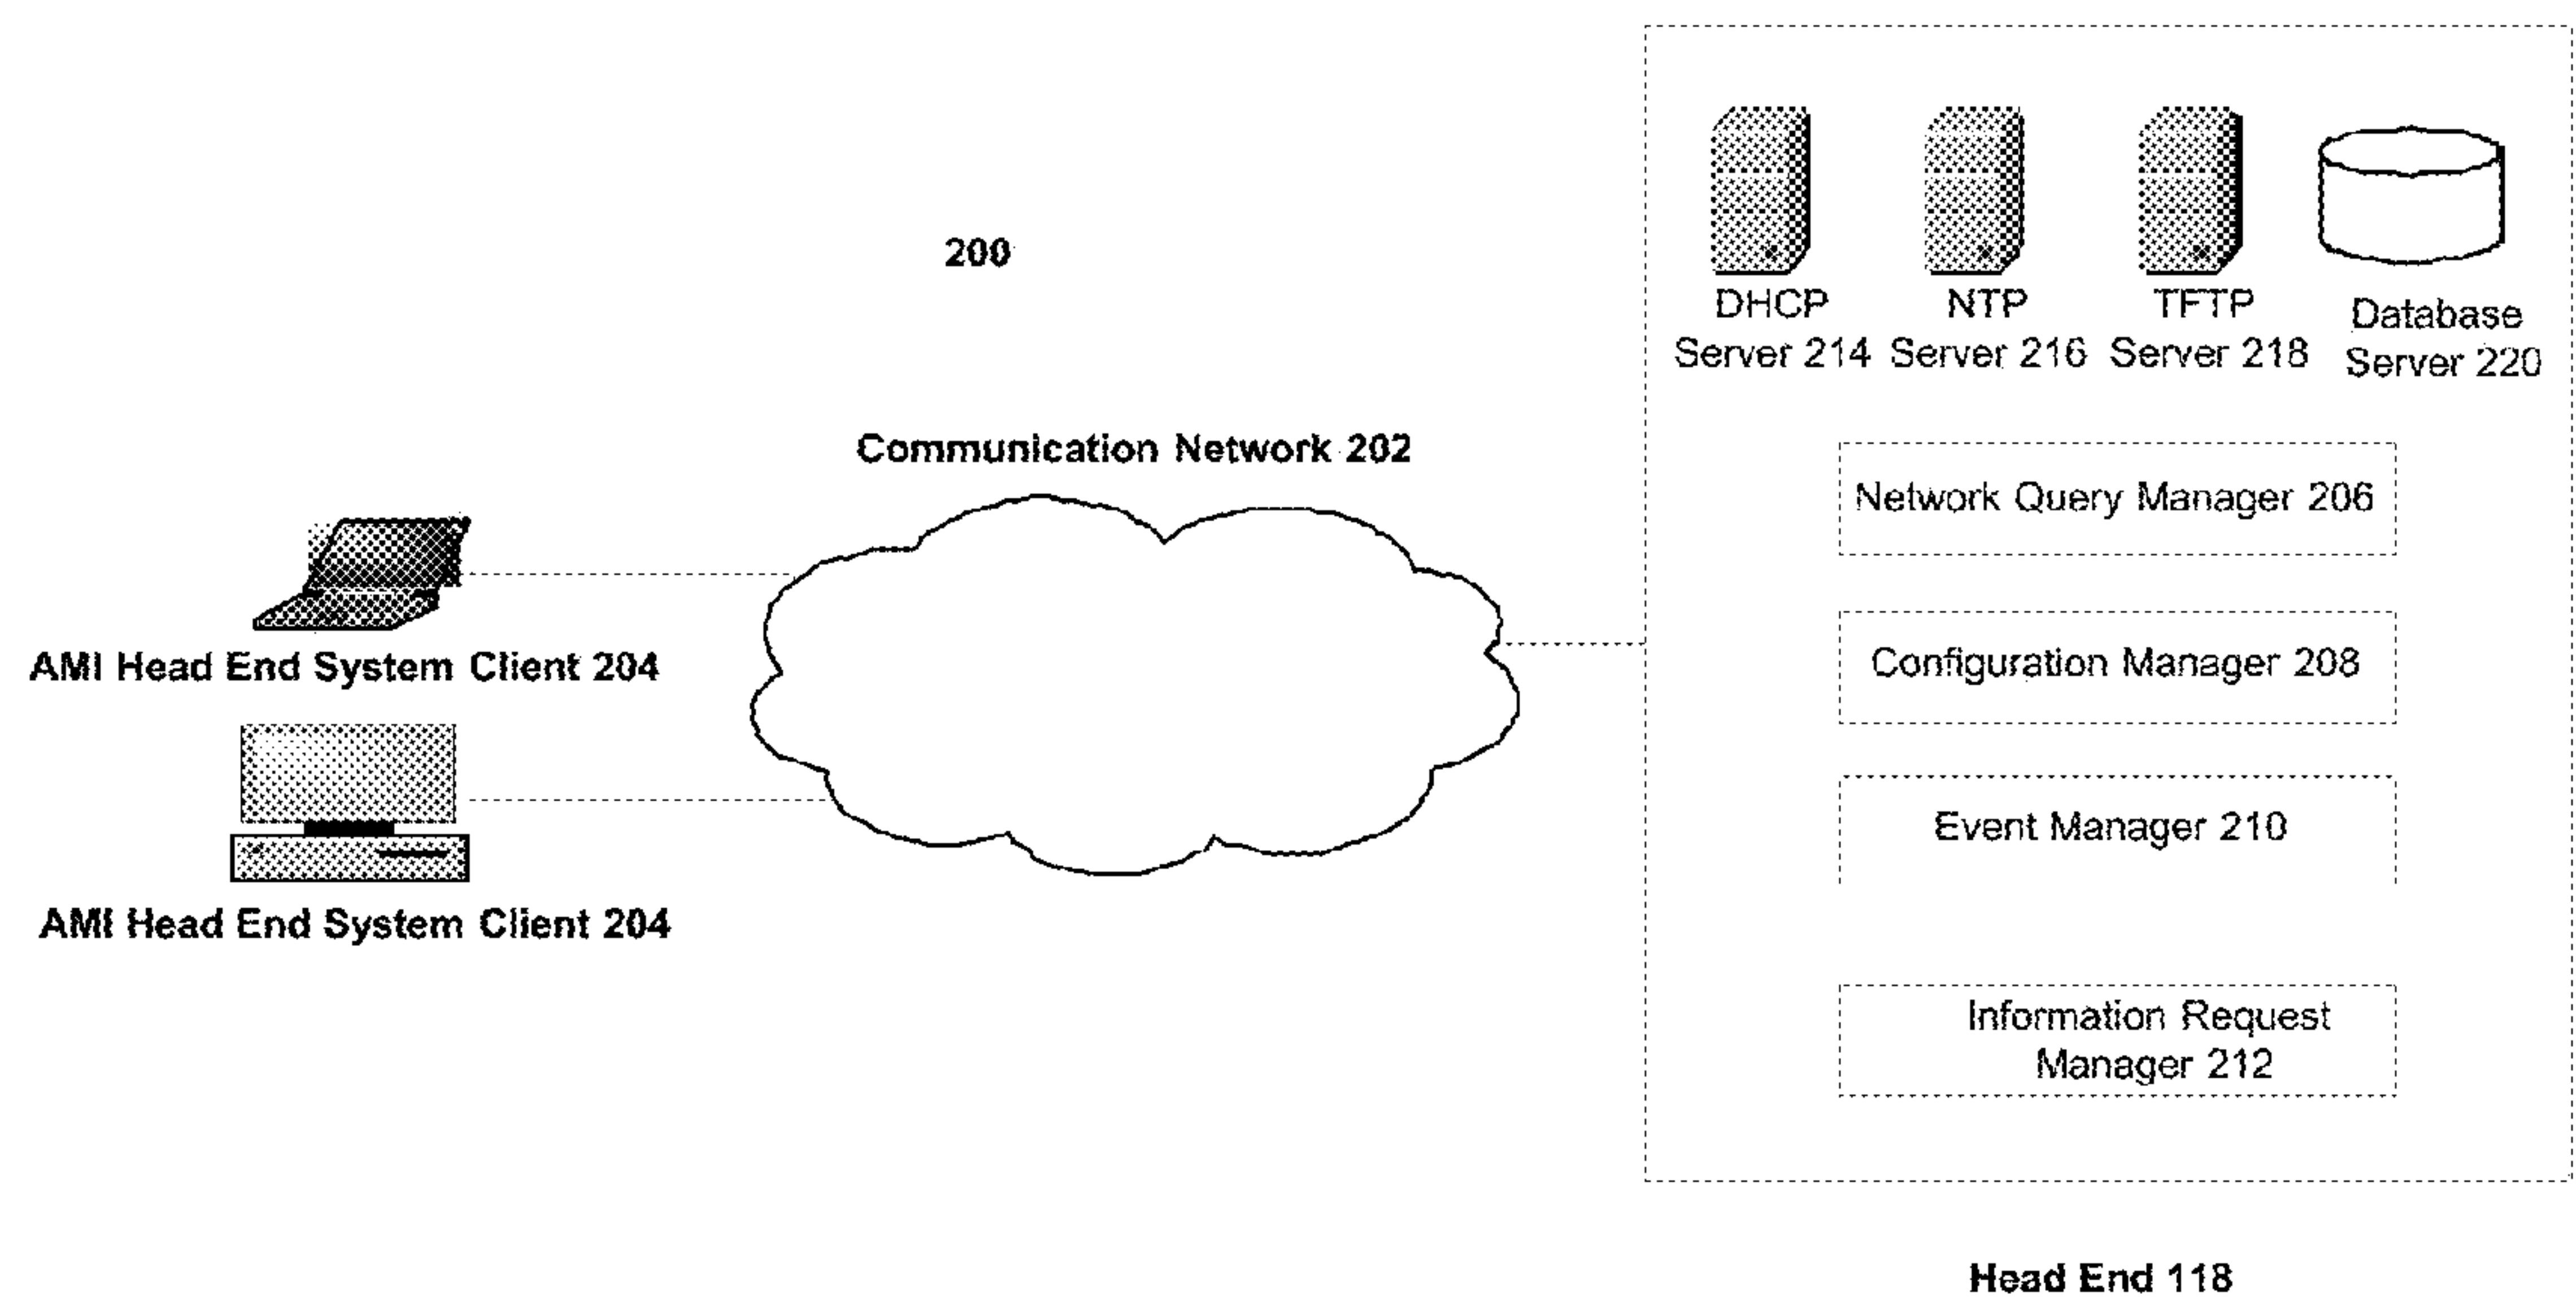 200
Communication Network 202
AMI Head End System Client 204
AMI Head End System Client 204
DHCP
Server 214
NTP
Server 216
TFTP
Server 218
Database
Server 220
Network Query Manager 206
Configuration Manager 208
Event Manager 210
Information Request
Manager 212
Head End 118